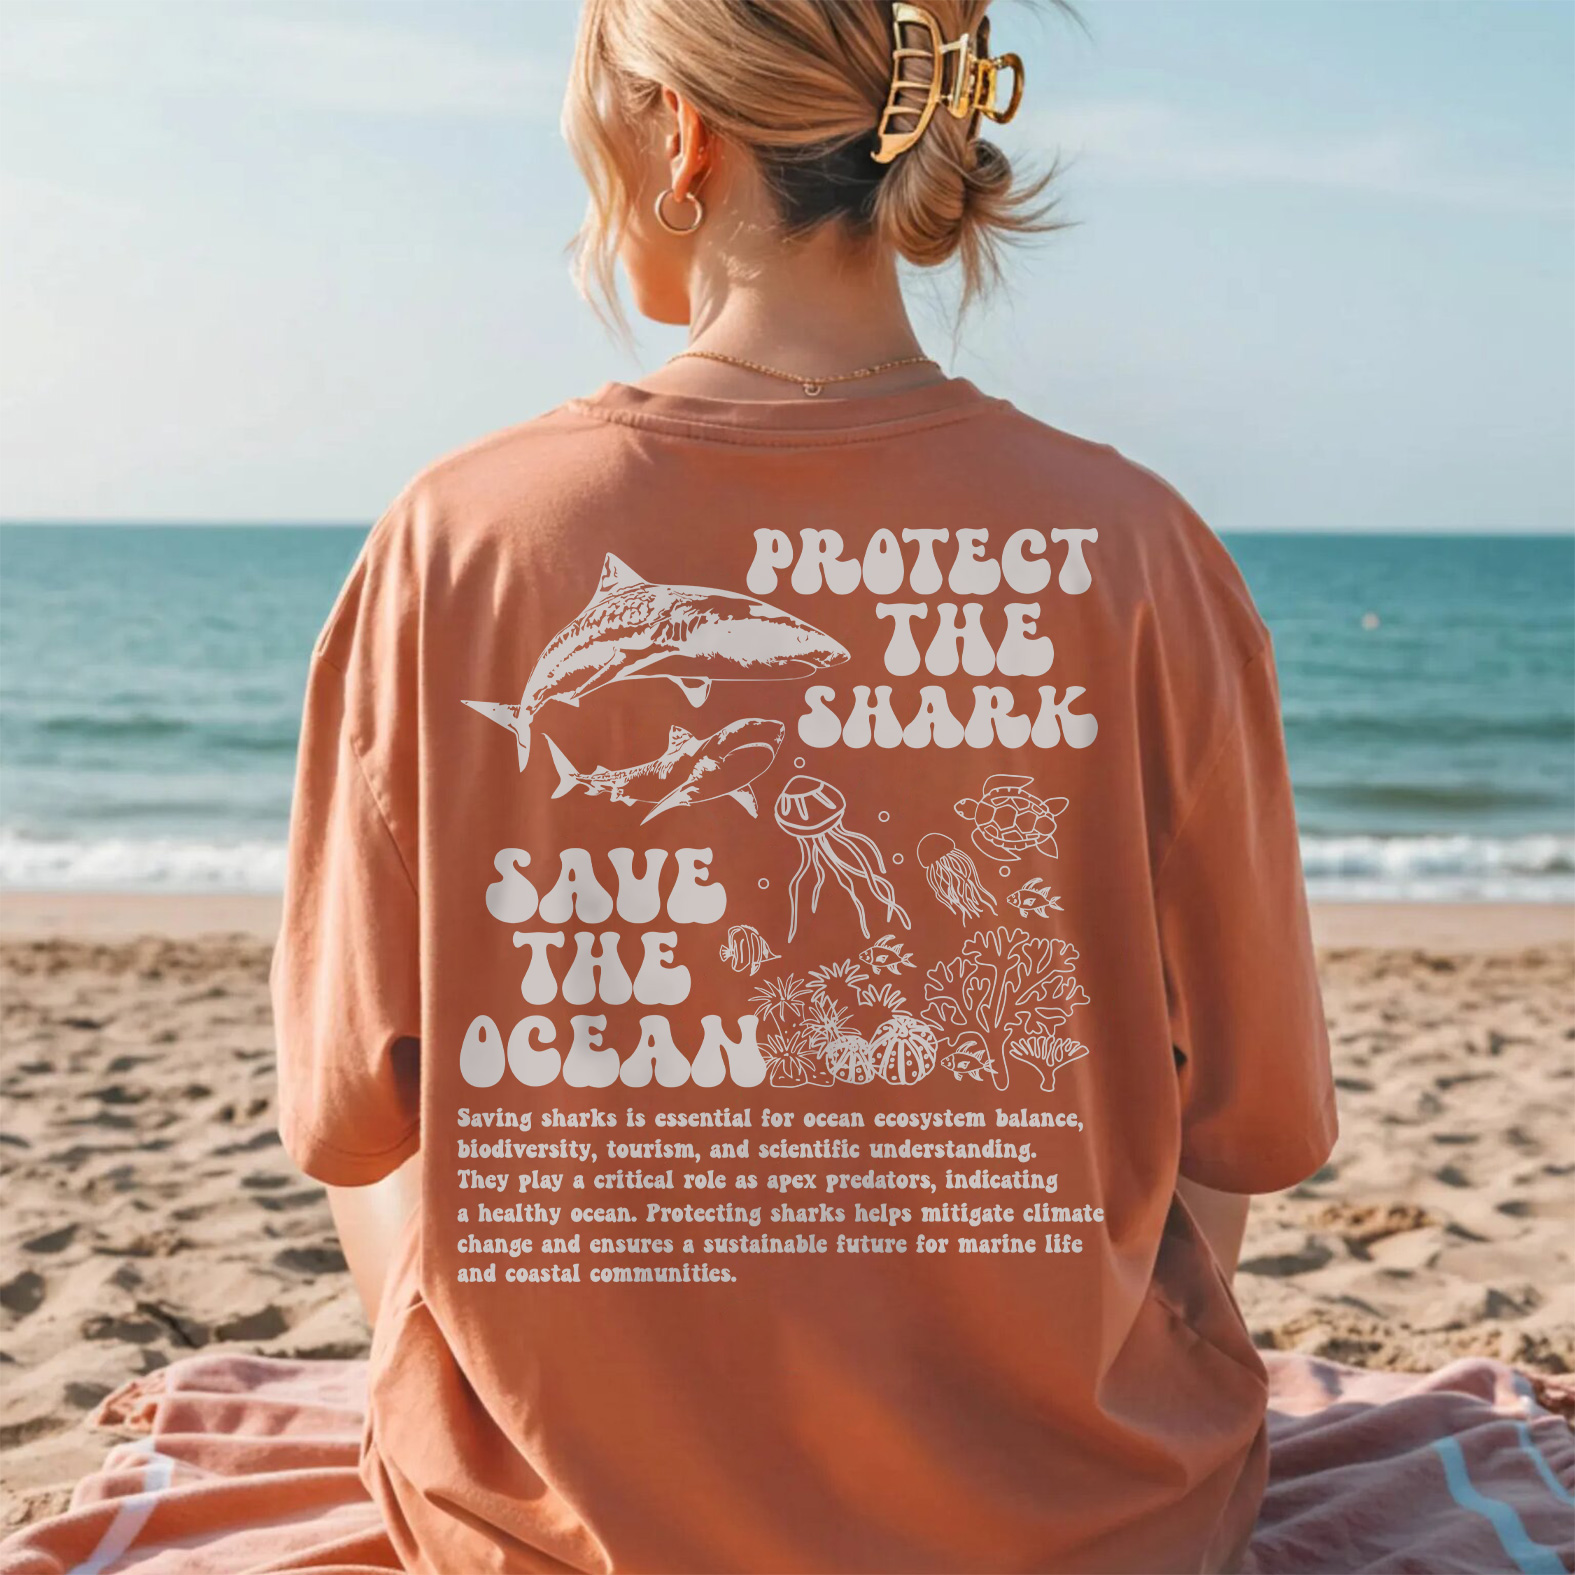 PROTECT
THE
SHARK
SAVE
THE
OCEAN
Saving sharks is essential for ocean ecosystem balance,
biodiversity, tourism, and scientific understanding.
They play a critical role as apex predators, indicating
a healthy ocean. Protecting sharks helps mitigate climate
change and ensures a sustainable future for marine life
and coastal communities.